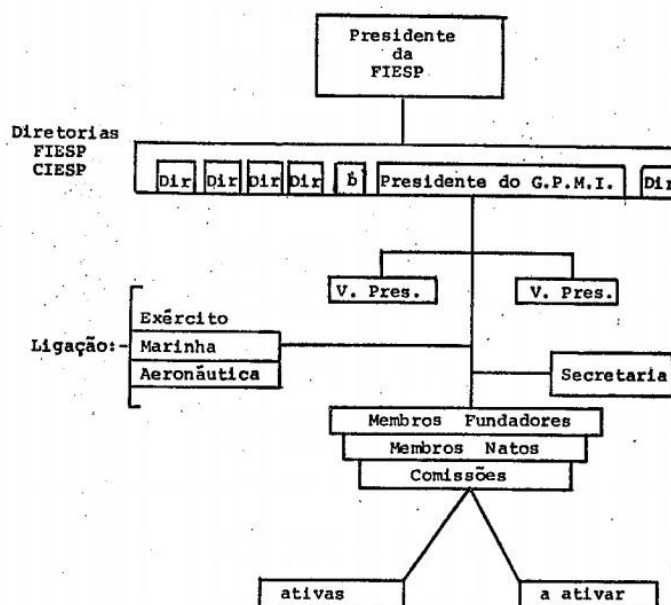 Presidente
da
FIESP
Diretorias
FIESP
CIESP
Dir Dir Dir Dir Presidente do G.P.M.I. Dir
V. Pres. V. Pres.
Exército
Ligação:- Marinha
Aeronáutica
Secretaria
Membros Fundadores
Membros Natos
Comissões
ativas a ativar